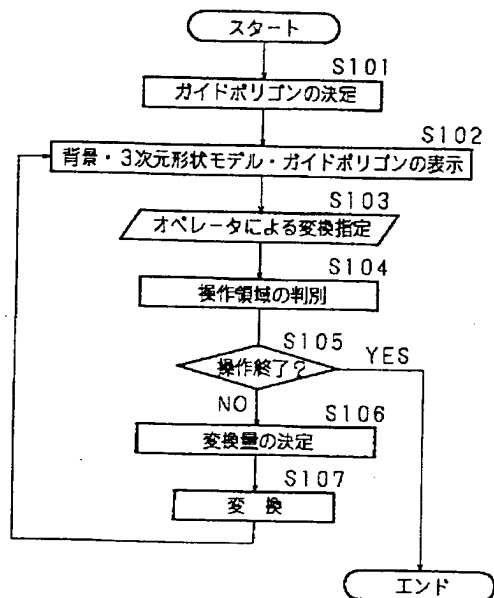 スタート
S101
ガイドポリゴンの決定
S102
背景・3次元形状モデル・ガイドポリゴンの表示
S103
オペレータによる変換指定
S104
操作領域の判別
S105
操作終了?
YES
NO
S106
変換量の決定
S107
変 換
エンド